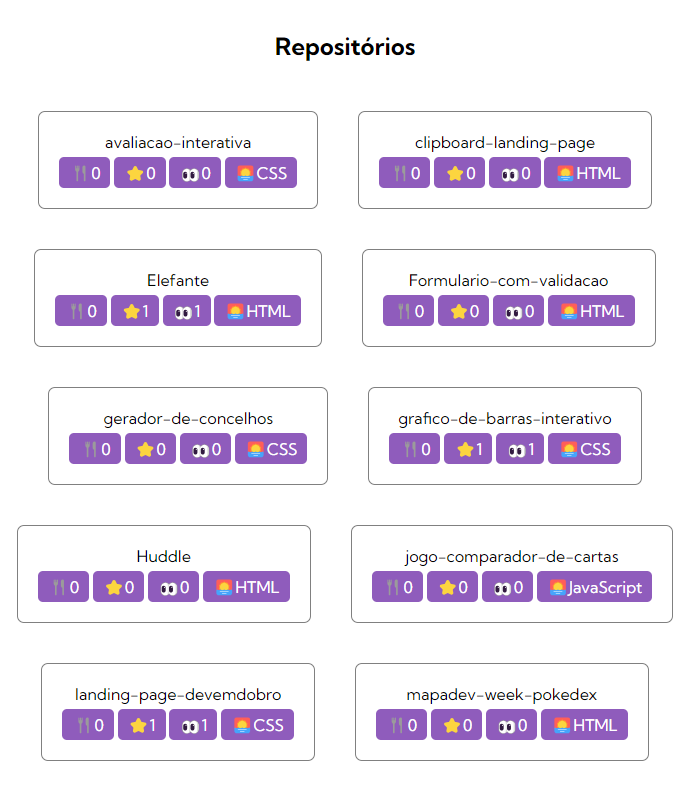 Repositórios
avaliacao-interativa
🍴0 ⭐0 👀0 🌅CSS
clipboard-landing-page
🍴0 ⭐0 👀0 🌅HTML
Elefante
🍴0 ⭐1 👀1 🌅HTML
Formulario-com-validacao
🍴0 ⭐0 👀0 🌅HTML
gerador-de-concelhos
🍴0 ⭐0 👀0 🌅CSS
grafico-de-barras-interativo
🍴0 ⭐1 👀1 🌅CSS
Huddle
🍴0 ⭐0 👀0 🌅HTML
jogo-comparador-de-cartas
🍴0 ⭐0 👀0 🌅JavaScript
landing-page-devemdobro
🍴0 ⭐1 👀1 🌅CSS
mapadev-week-pokedex
🍴0 ⭐0 👀0 🌅HTML